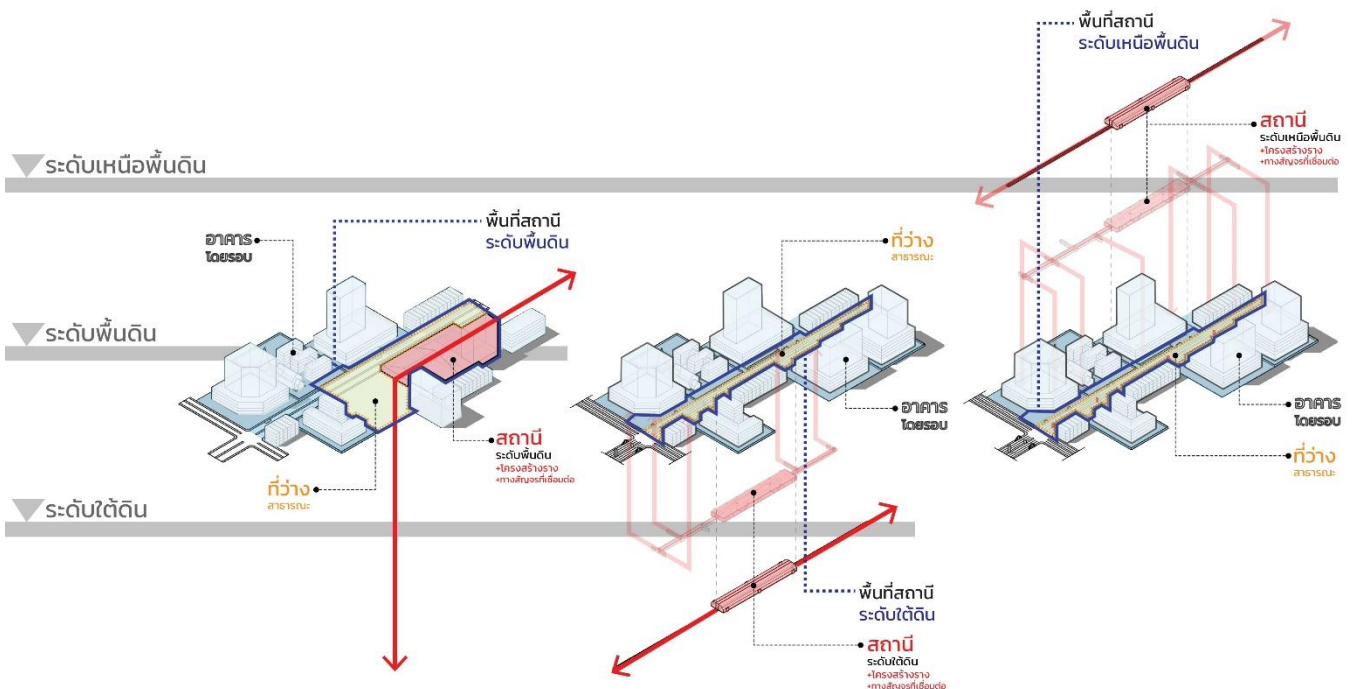 พื้นที่สถานี
ระดับเหนือพื้นดิน
สถานี
ระดับเหนือพื้นดิน
+โครงสร้างราง
+ทางสัญจรที่เชื่อมต่อ
ระดับเหนือพื้นดิน
อาคาร
โดยรอบ
พื้นที่สถานี
ระดับพื้นดิน
ที่ว่าง
สาธารณะ
ระดับพื้นดิน
สถานี
ระดับพื้นดิน
+โครงสร้างราง
+ทางสัญจรที่เชื่อมต่อ
ที่ว่าง
สาธารณะ
อาคาร
โดยรอบ
อาคาร
โดยรอบ
ที่ว่าง
สาธารณะ
ระดับใต้ดิน
พื้นที่สถานี
ระดับใต้ดิน
สถานี
ระดับใต้ดิน
+โครงสร้างราง
+ทางสัญจรที่เชื่อมต่อ